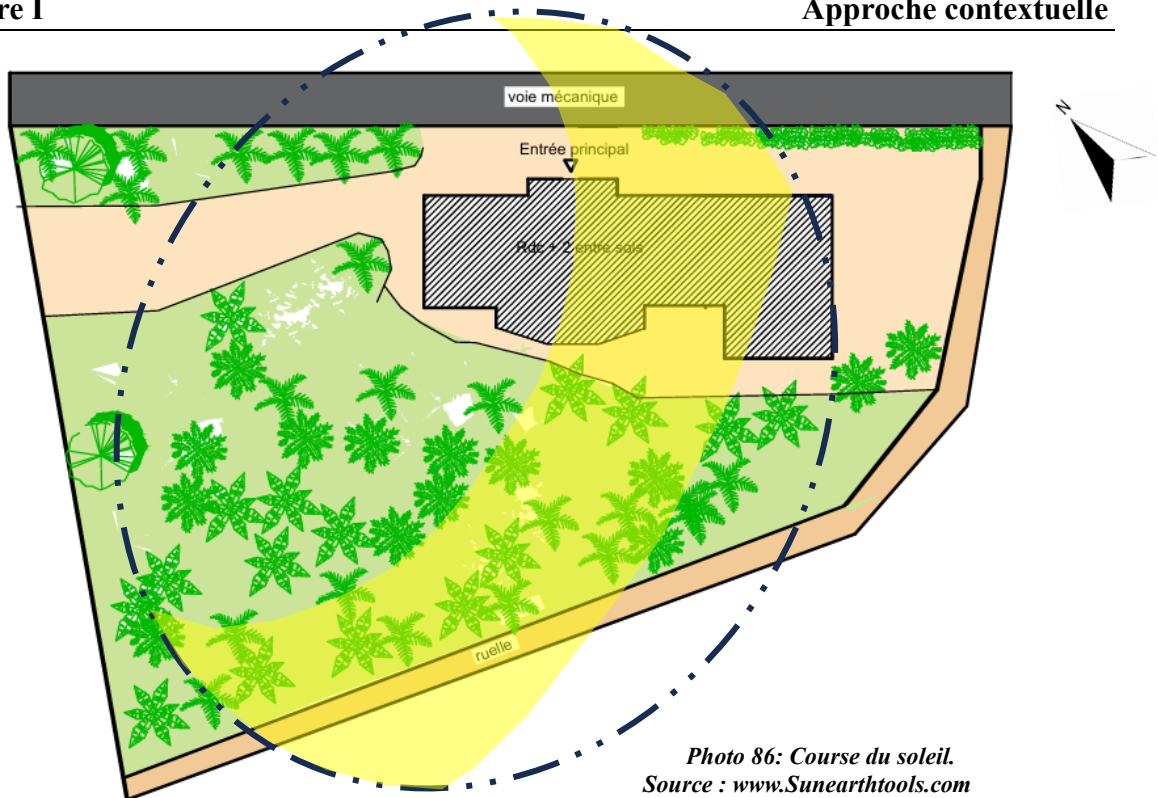 re I
Approche contextuelle
voie mécanique
N
Entrée principal
Rdc + 2 entre sols
ruelle
Photo 86: Course du soleil.
Source : www.Sunearthtools.com